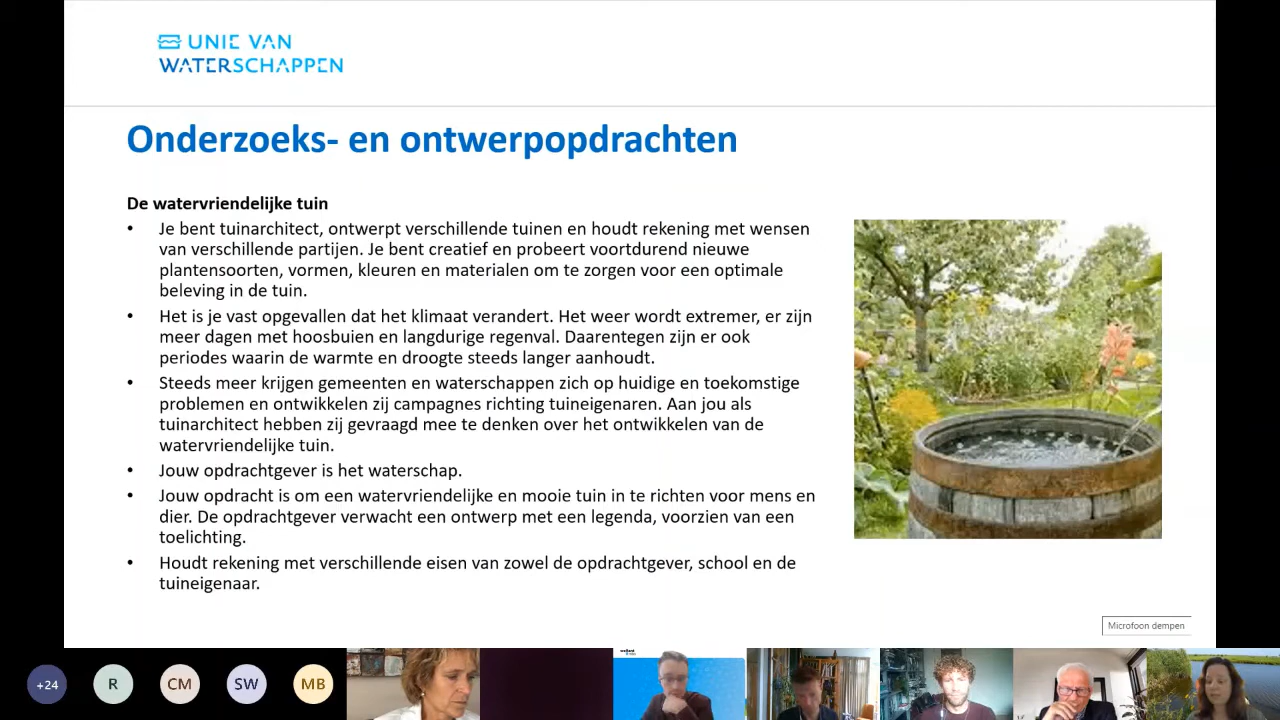 UNIE VAN
WATERSCHAPPEN
Onderzoeks- en ontwerpopdrachten
De watervriendelijke tuin
• Je bent tuinarchitect, ontwerpt verschillende tuinen en houdt rekening met wensen
van verschillende partijen. Je bent creatief en probeert voortdurend nieuwe
plantensoorten, vormen, kleuren en materialen om te zorgen voor een optimale
beleving in de tuin.
• Het is je vast opgevallen dat het klimaat verandert. Het weer wordt extremer, er zijn
meer dagen met hoosbuien en langdurige regenval. Daarentegen zijn er ook
periodes waarin de warmte en droogte steeds langer aanhoudt.
• Steeds meer krijgen gemeenten en waterschappen zich op huidige en toekomstige
problemen en ontwikkelen zij campagnes richting tuineigenaren. Aan jou als
tuinarchitect hebben zij gevraagd mee te denken over het ontwikkelen van de
watervriendelijke tuin.
• Jouw opdrachtgever is het waterschap.
• Jouw opdracht is om een watervriendelijke en mooie tuin in te richten voor mens en
dier. De opdrachtgever verwacht een ontwerp met een legenda, voorzien van een
toelichting.
• Houdt rekening met verschillende eisen van zowel de opdrachtgever, school en de
tuineigenaar.
Microfoon dempen
+24
R
CM
SW
MB